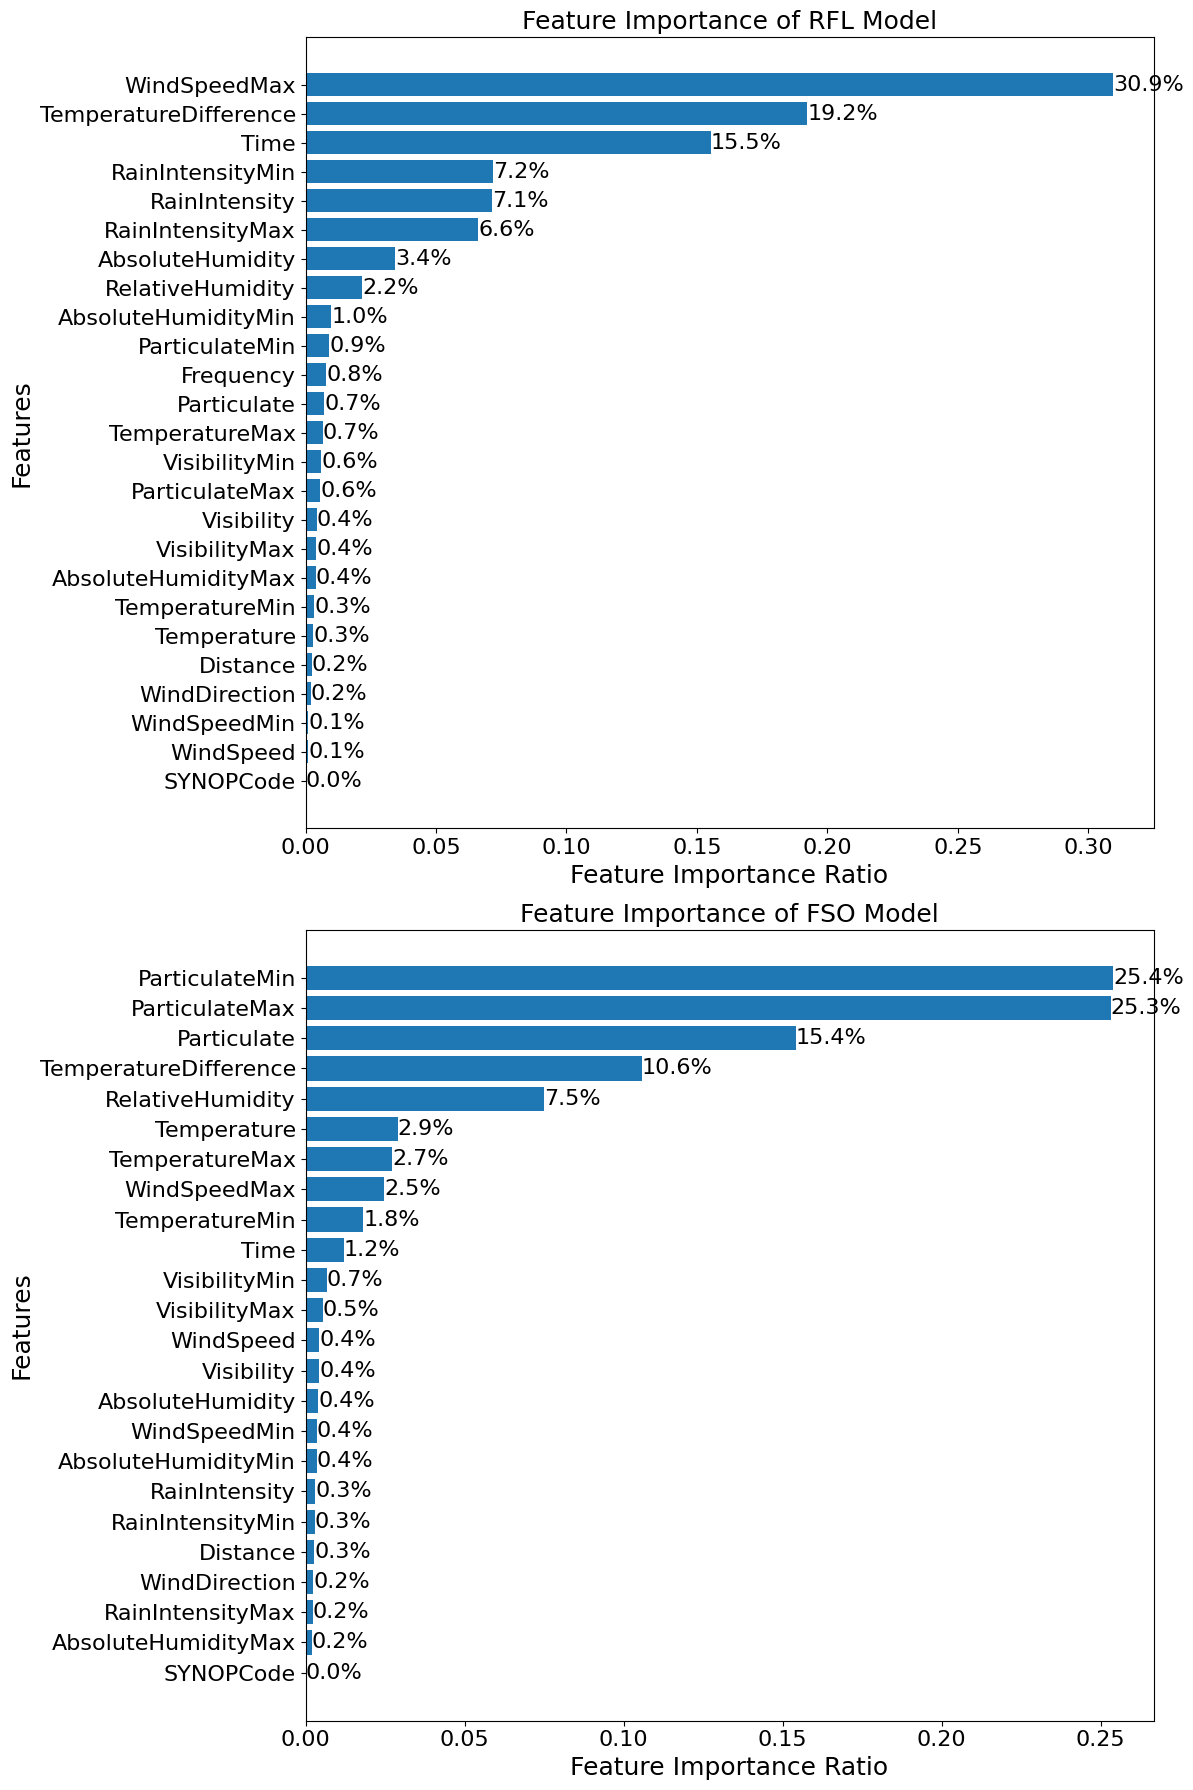 Feature Importance of RFL Model
WindSpeedMax 30.9%
TemperatureDifference 19.2%
Time 15.5%
RainIntensityMin 7.2%
RainIntensity 7.1%
RainIntensityMax 6.6%
AbsoluteHumidity 3.4%
RelativeHumidity 2.2%
AbsoluteHumidityMin 1.0%
ParticulateMin 0.9%
Frequency 0.8%
Particulate 0.7%
TemperatureMax 0.7%
VisibilityMin 0.6%
ParticulateMax 0.6%
Visibility 0.4%
VisibilityMax 0.4%
AbsoluteHumidityMax 0.4%
TemperatureMin 0.3%
Temperature 0.3%
Distance 0.2%
WindDirection 0.2%
WindSpeedMin 0.1%
WindSpeed 0.1%
SYNOPCode 0.0%
Features
0.00 0.05 0.10 0.15 0.20 0.25 0.30
Feature Importance Ratio
Feature Importance of FSO Model
ParticulateMin 25.4%
ParticulateMax 25.3%
Particulate 15.4%
TemperatureDifference 10.6%
RelativeHumidity 7.5%
Temperature 2.9%
TemperatureMax 2.7%
WindSpeedMax 2.5%
TemperatureMin 1.8%
Time 1.2%
VisibilityMin 0.7%
VisibilityMax 0.5%
WindSpeed 0.4%
Visibility 0.4%
AbsoluteHumidity 0.4%
WindSpeedMin 0.4%
AbsoluteHumidityMin 0.4%
RainIntensity 0.3%
RainIntensityMin 0.3%
Distance 0.3%
WindDirection 0.2%
RainIntensityMax 0.2%
AbsoluteHumidityMax 0.2%
SYNOPCode 0.0%
Features
0.00 0.05 0.10 0.15 0.20 0.25
Feature Importance Ratio